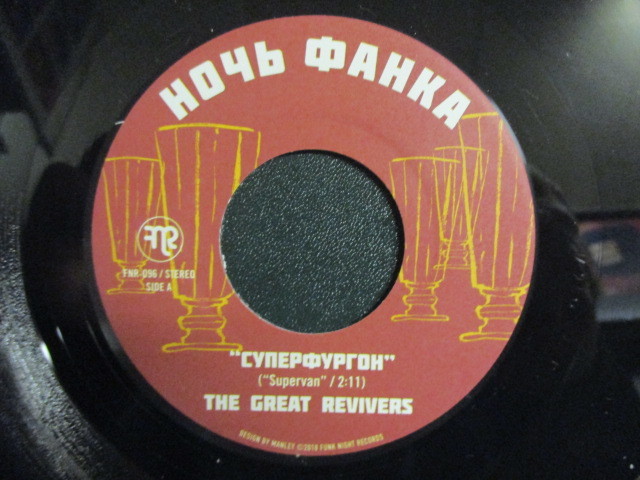 НОЧЬ ФАНКА
FNR
FNR-096 / STEREO
SIDE A
"СУПЕРФУРГОН"
("Supervan" / 2:11)
THE GREAT REVIVERS
DESIGN BY MANLEY ©2018 FUNK NIGHT RECORDS